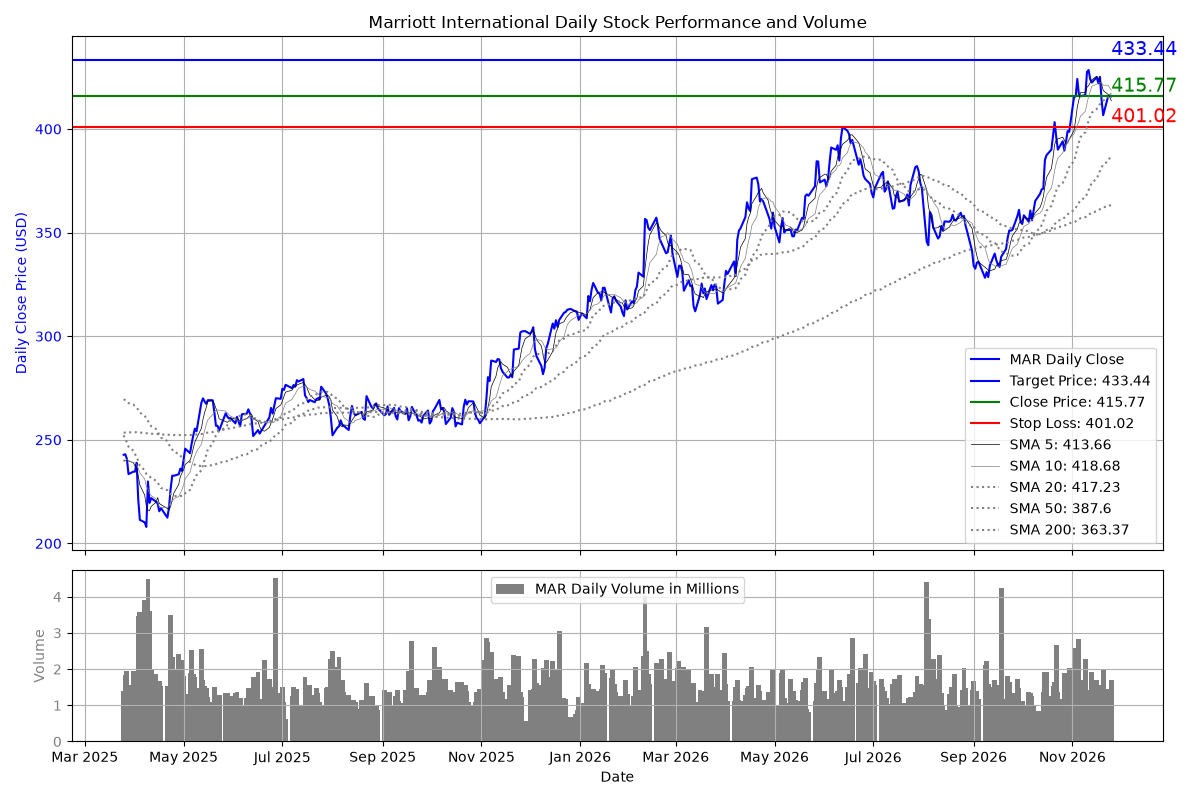 Marriott International Daily Stock Performance and Volume
433.44
415.77
401.02
400
350
300
250
200
Daily Close Price (USD)
MAR Daily Close
Target Price: 433.44
Close Price: 415.77
Stop Loss: 401.02
SMA 5: 413.66
SMA 10: 418.68
SMA 20: 417.23
SMA 50: 387.6
SMA 200: 363.37
MAR Daily Volume in Millions
4
3
2
1
0
Volume
Mar 2025 May 2025 Jul 2025 Sep 2025 Nov 2025 Jan 2026 Mar 2026 May 2026 Jul 2026 Sep 2026 Nov 2026
Date